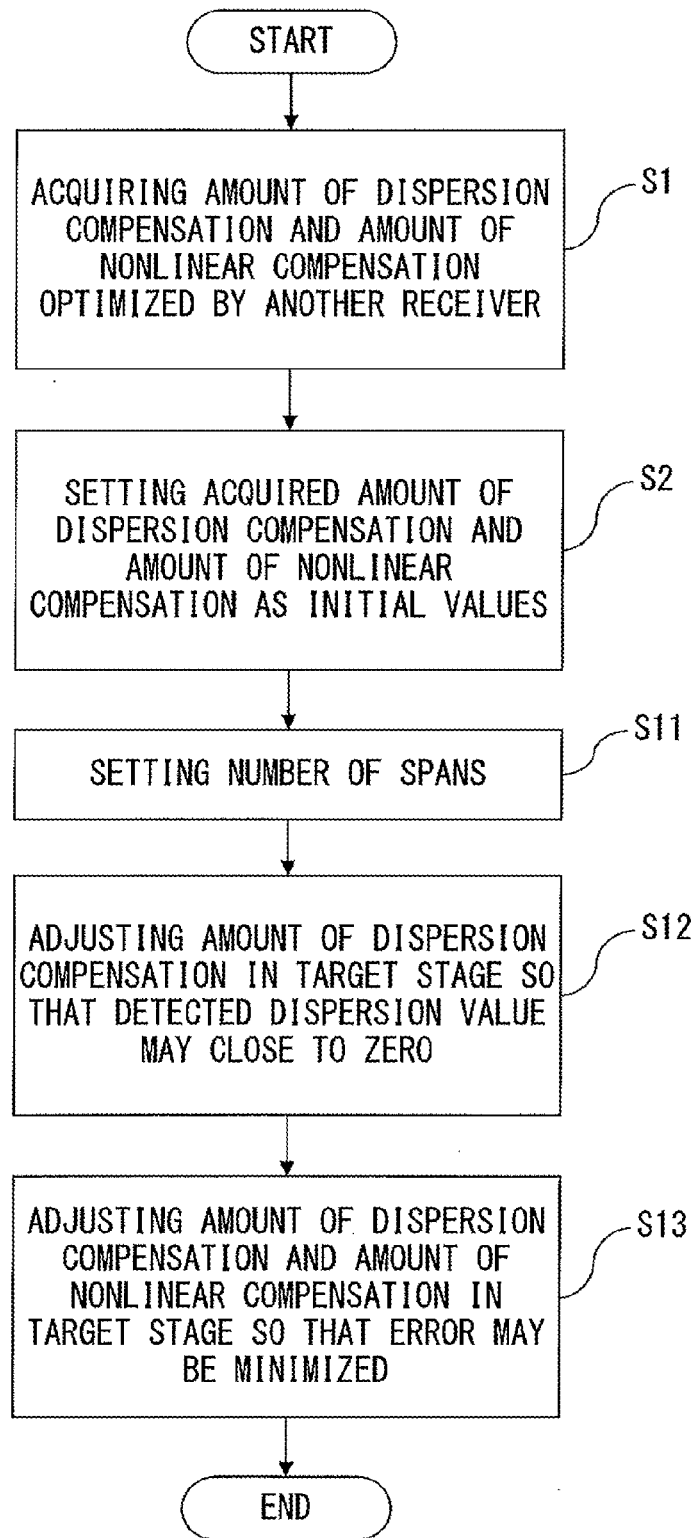 START
ACQUIRING AMOUNT OF DISPERSION
COMPENSATION AND AMOUNT OF
NONLINEAR COMPENSATION
OPTIMIZED BY ANOTHER RECEIVER
S1
SETTING ACQUIRED AMOUNT OF
DISPERSION COMPENSATION AND
AMOUNT OF NONLINEAR
COMPENSATION AS INITIAL VALUES
S2
SETTING NUMBER OF SPANS
S11
ADJUSTING AMOUNT OF DISPERSION
COMPENSATION IN TARGET STAGE SO
THAT DETECTED DISPERSION VALUE
MAY CLOSE TO ZERO
S12
ADJUSTING AMOUNT OF DISPERSION
COMPENSATION AND AMOUNT OF
NONLINEAR COMPENSATION IN
TARGET STAGE SO THAT ERROR MAY
BE MINIMIZED
S13
END